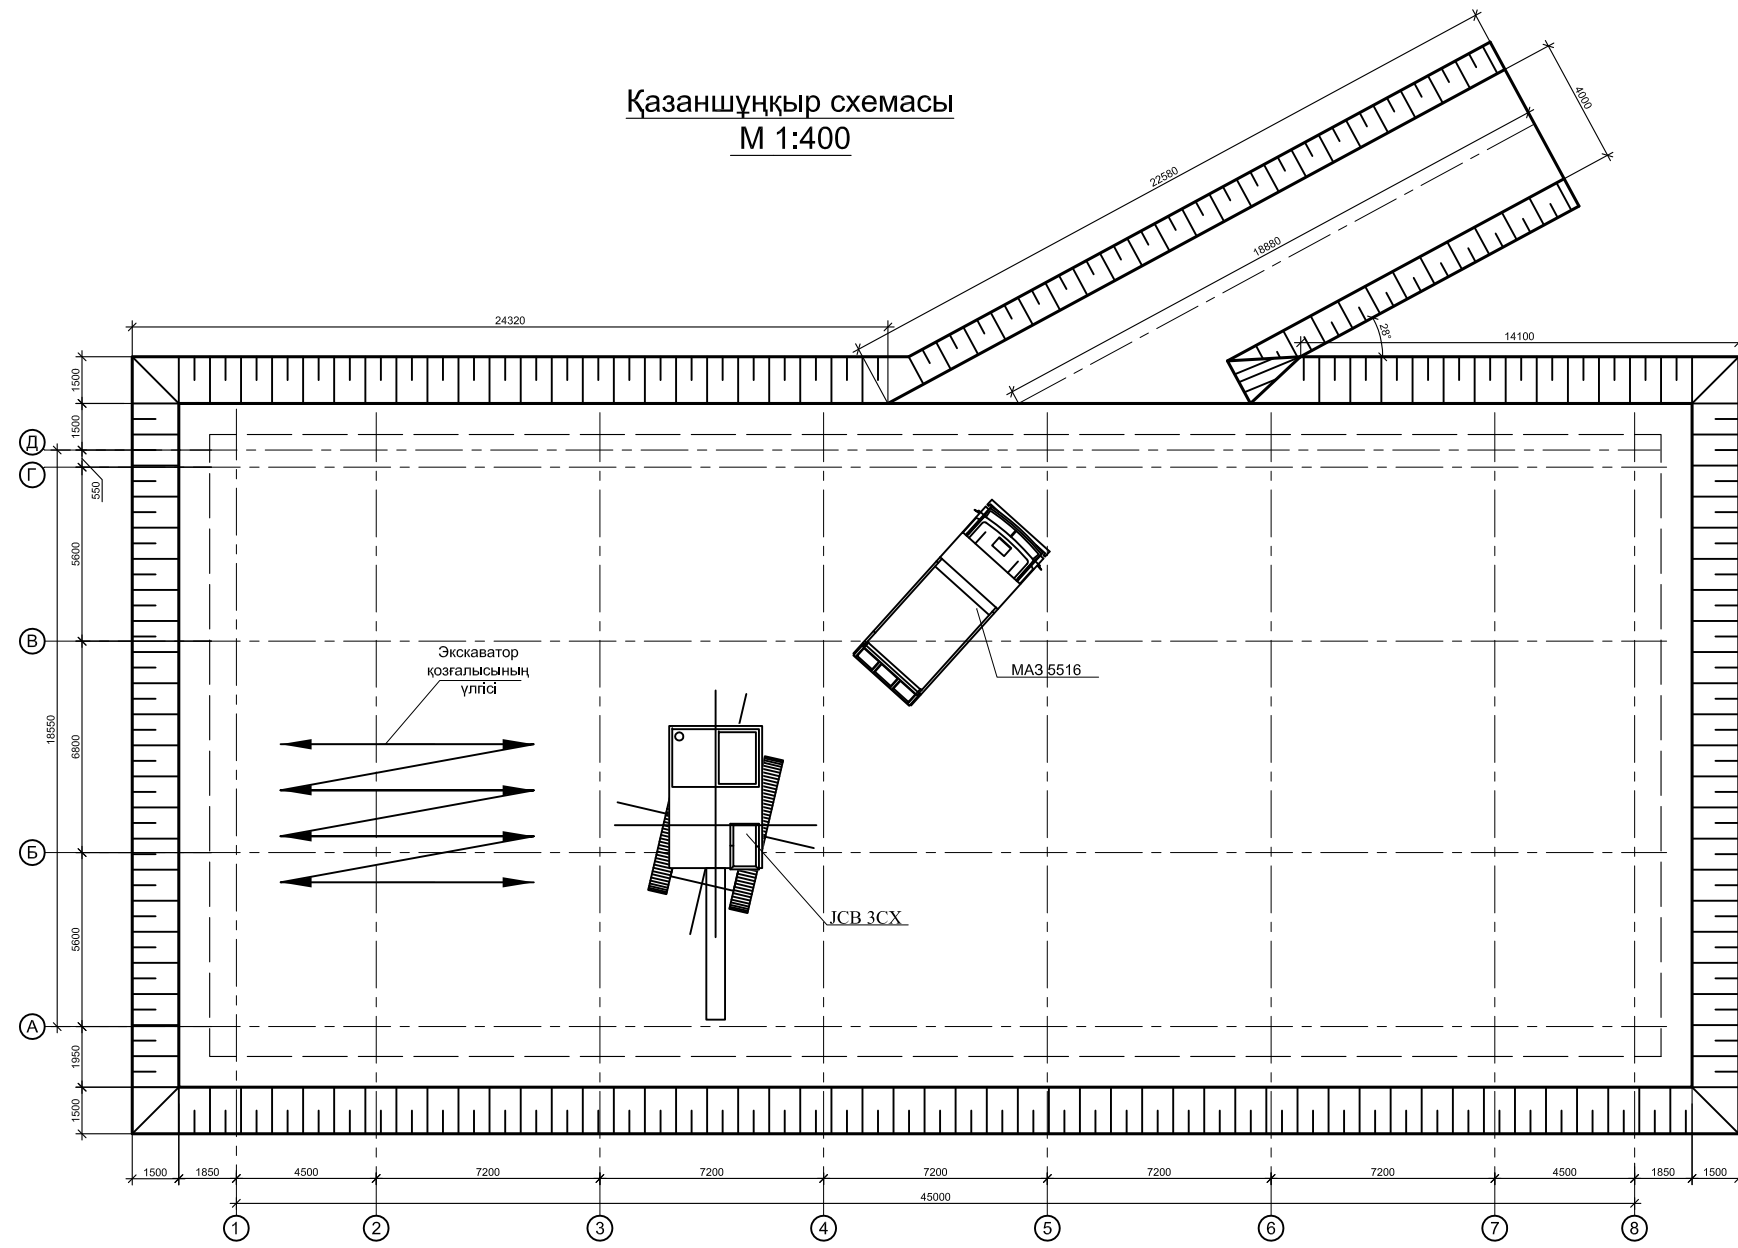 Қазаншұңқыр схемасы
М 1:400
22580
4000
18880
28°
24320
14100
1500
1500
Д
Г
550
5600
В
Экскаватор
қозғалысының
үлгісі
МАЗ 5516
18550
6800
Б
JCB 3CX
5600
А
1950
1500
1500
1850
4500
7200
7200
7200
7200
7200
4500
1850
1500
45000
1
2
3
4
5
6
7
8